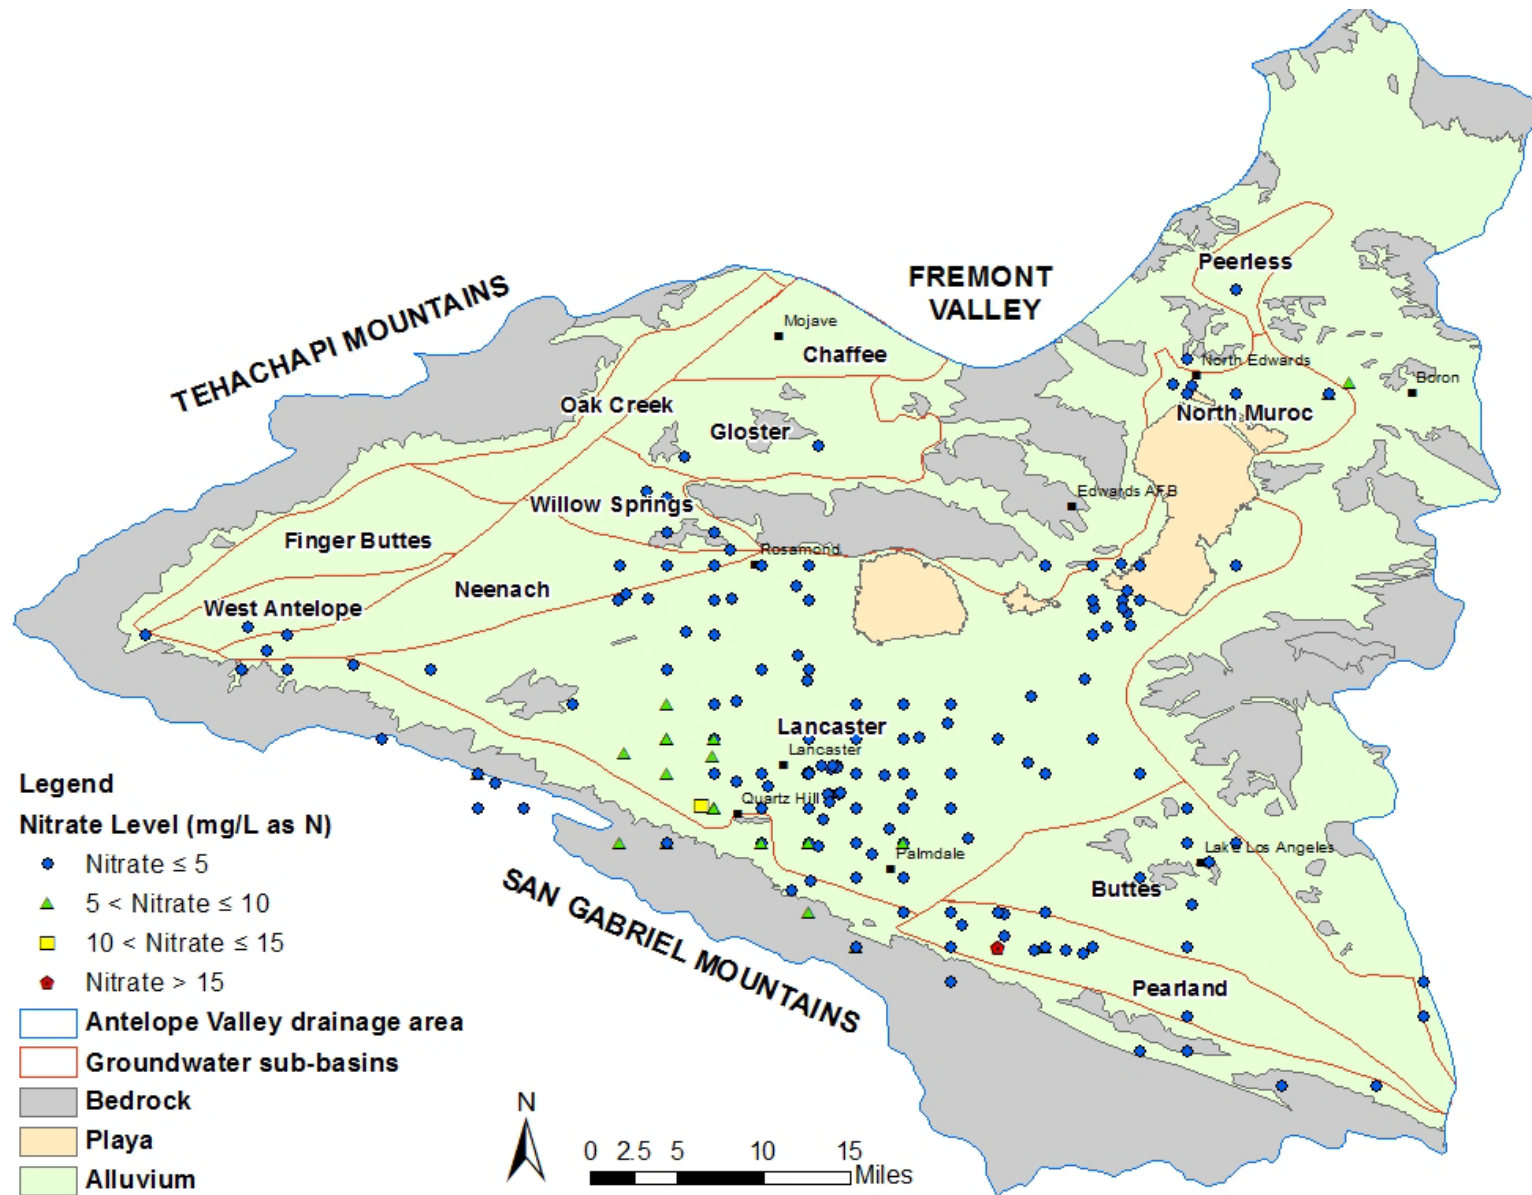 FREMONT
VALLEY
TEHACHAPI MOUNTAINS
Peerless
Mojave
Chaffee
North Edwards
Boron
Oak Creek
North Muroc
Gloster
Edwards AFB
Willow Springs
Finger Buttes
Rosamond
Neenach
West Antelope
Lancaster
Lancaster
Quartz Hill
Palmdale
Lake Los Angeles
Buttes
SAN GABRIEL MOUNTAINS
Pearland
Legend
Nitrate Level (mg/L as N)
Nitrate ≤ 5
5 < Nitrate ≤ 10
10 < Nitrate ≤ 15
Nitrate > 15
Antelope Valley drainage area
Groundwater sub-basins
Bedrock
Playa
Alluvium
N
0 2.5 5 10 15
Miles